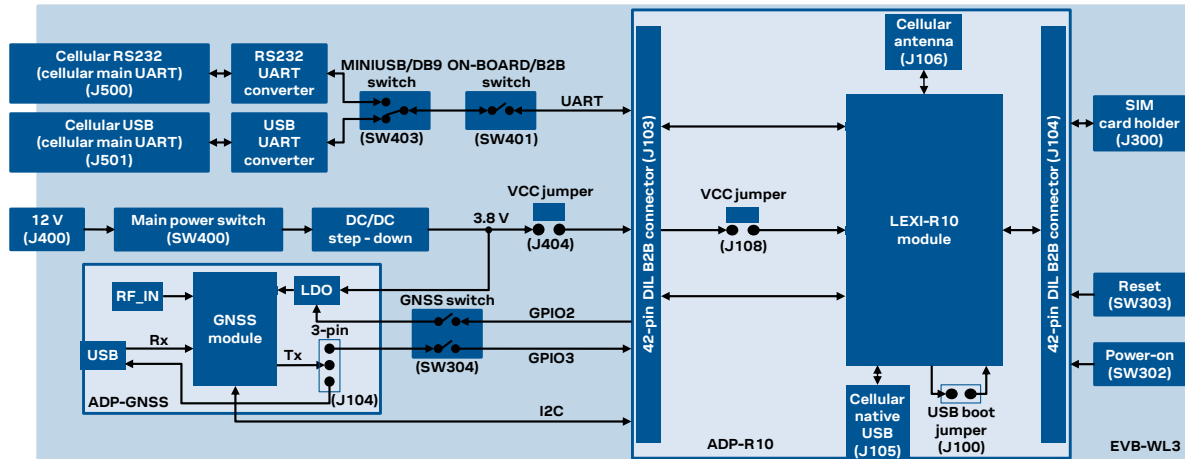 Cellular RS232
(cellular main UART)
(J500)
RS232
UART
converter
MINIUSB/DB9
switch
(SW403)
ON-BOARD/B2B
switch
(SW401)
UART
Cellular USB
(cellular main UART)
(J501)
USB
UART
converter
12 V
(J400)
Main power switch
(SW400)
DC/DC
step - down
3.8 V
VCC jumper
(J404)
RF_IN
GNSS
module
LDO
USB
Rx
Tx
3-pin
(J104)
ADP-GNSS
GNSS switch
(SW304)
GPIO2
GPIO3
I2C
42-pin DIL B2B connector (J103)
VCC jumper
(J108)
Cellular
antenna
(J106)
LEXI-R10
module
Cellular
native
USB
(J105)
USB boot
jumper
(J100)
ADP-R10
42-pin DIL B2B connector (J104)
SIM
card holder
(J300)
Reset
(SW303)
Power-on
(SW302)
EVB-WL3